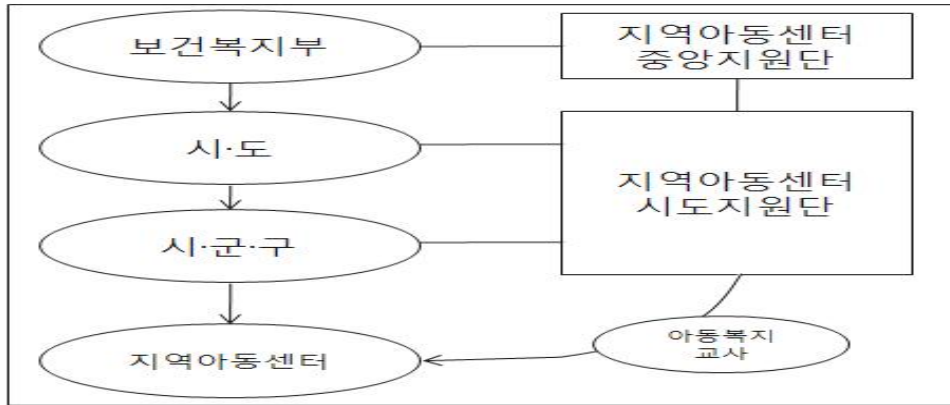 보건복지부
지역아동센터
중앙지원단
시·도
지역아동센터
시도지원단
시·군·구
아동복지
교사
지역아동센터